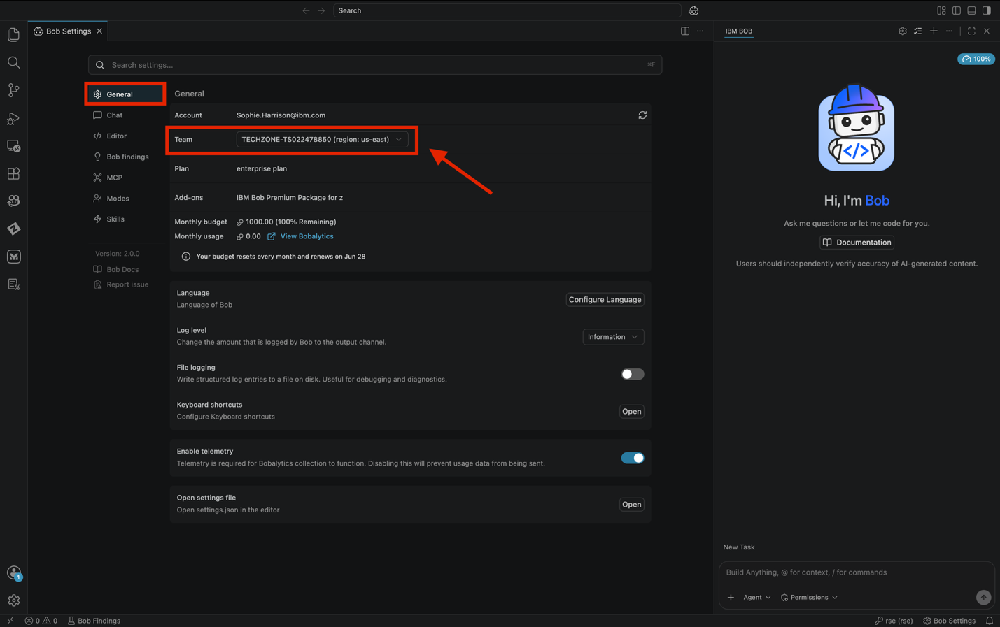 Search
Bob Settings
IBM BOB
Search settings...
⌘F
100%
General
Chat
Editor
Bob findings
MCP
Modes
Skills
Version: 2.0.0
Bob Docs
Report issue
General
Account Sophie.Harrison@ibm.com
Team TECHZONE-TS022478850 (region: us-east)
Plan enterprise plan
Add-ons IBM Bob Premium Package for z
Monthly budget 1000.00 (100% Remaining)
Monthly usage 0.00 View Bobalytics
Your budget resets every month and renews on Jun 28
Language
Language of Bob
Configure Language
Log level
Change the amount that is logged by Bob to the output channel.
Information
File logging
Write structured log entries to a file on disk. Useful for debugging and diagnostics.
Keyboard shortcuts
Configure Keyboard shortcuts
Open
Enable telemetry
Telemetry is required for Bobalytics collection to function. Disabling this will prevent usage data from being sent.
Open settings file
Open settings.json in the editor
Open
</>
Hi, I'm Bob
Ask me questions or let me code for you.
Documentation
Users should independently verify accuracy of AI-generated content.
New Task
Build Anything, @ for context, / for commands
Agent Permissions
1
0 0 Bob Findings
rse (rse) Bob Settings